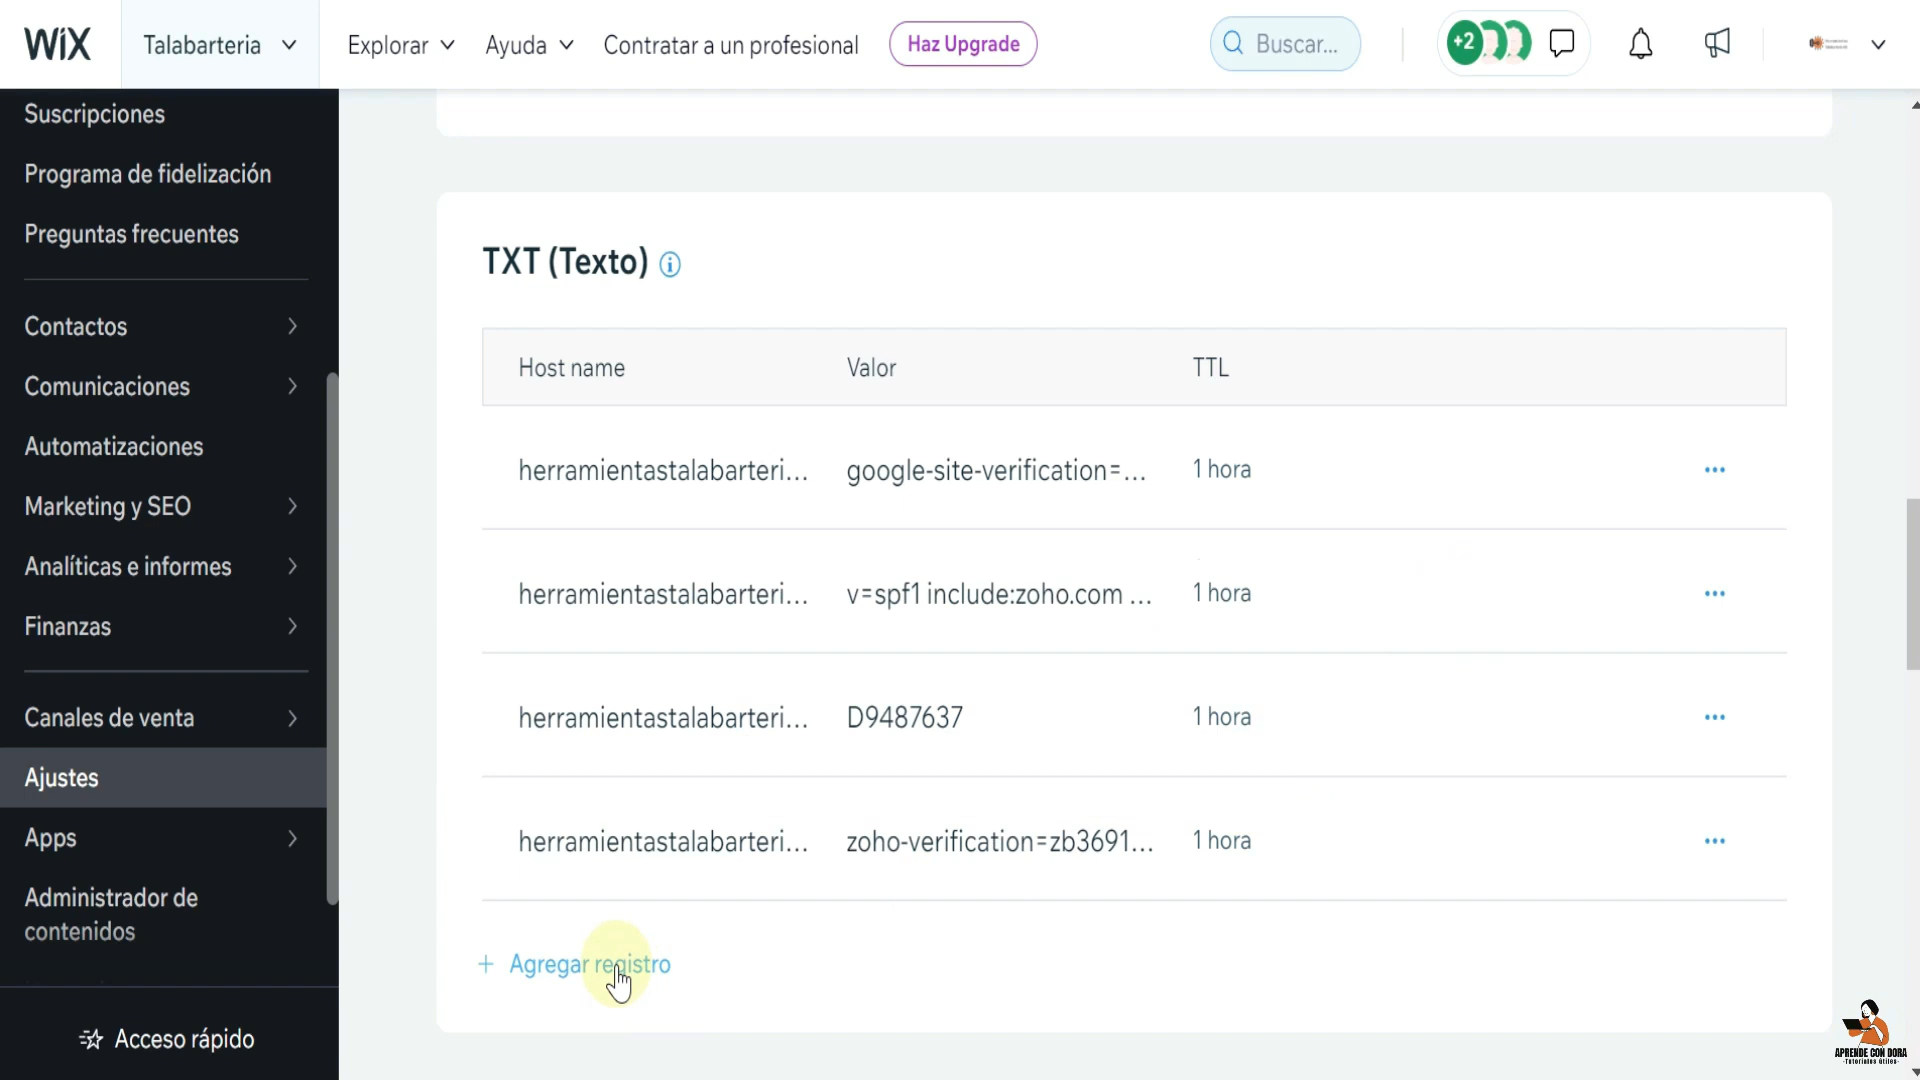 WiX
Talabarteria
Explorar
Ayuda
Contratar a un profesional
Haz Upgrade
Buscar...
+2
Suscripciones
Programa de fidelización
Preguntas frecuentes
Contactos
Comunicaciones
Automatizaciones
Marketing y SEO
Analíticas e informes
Finanzas
Canales de venta
Ajustes
Apps
Administrador de
contenidos
Acceso rápido
TXT (Texto)
Host name Valor TTL
herramientastalabarteri... google-site-verification=... 1 hora
herramientastalabarteri... v=spf1 include:zoho.com ... 1 hora
herramientastalabarteri... D9487637 1 hora
herramientastalabarteri... zoho-verification=zb3691... 1 hora
+ Agregar registro
APRENDE CON DORA
-Tutoriales Útiles-